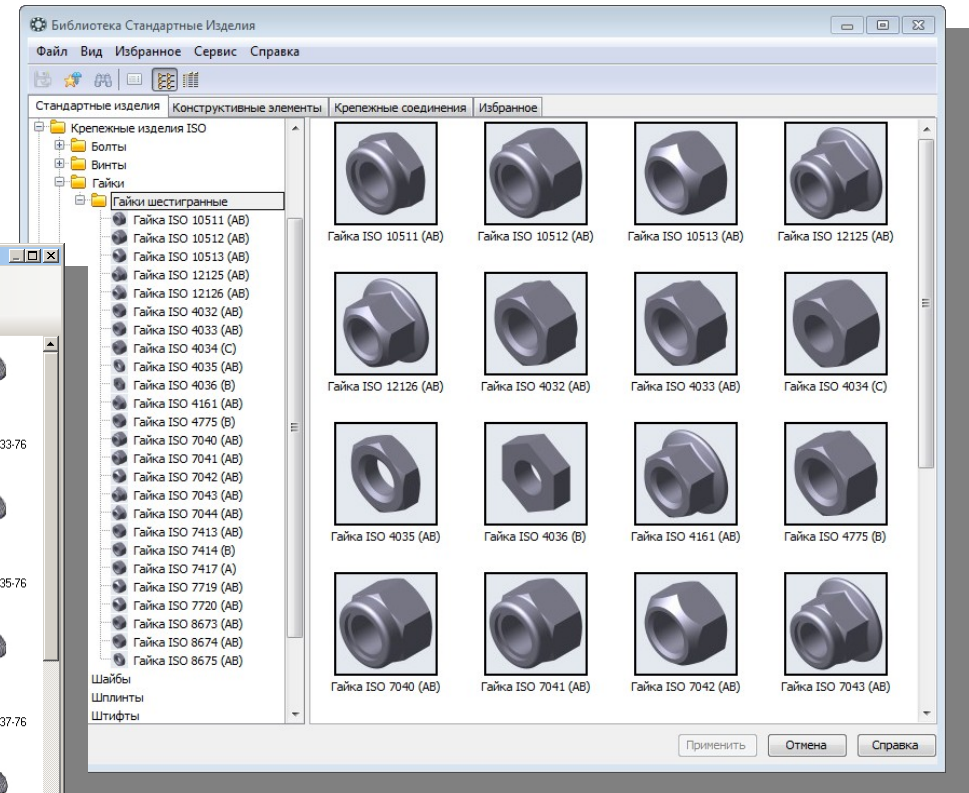 Библиотека Стандартные Изделия
Файл Вид Избранное Сервис Справка
Стандартные изделия Конструктивные элементы Крепежные соединения Избранное
Крепежные изделия ISO
Болты
Винты
Гайки
Гайки шестигранные
Гайка ISO 10511 (AB)
Гайка ISO 10512 (AB)
Гайка ISO 10513 (AB)
Гайка ISO 12125 (AB)
Гайка ISO 12126 (AB)
Гайка ISO 4032 (AB)
Гайка ISO 4033 (AB)
Гайка ISO 4034 (C)
Гайка ISO 4035 (AB)
Гайка ISO 4036 (B)
Гайка ISO 4161 (AB)
Гайка ISO 4775 (B)
Гайка ISO 7040 (AB)
Гайка ISO 7041 (AB)
Гайка ISO 7042 (AB)
Гайка ISO 7043 (AB)
Гайка ISO 7044 (AB)
Гайка ISO 7413 (AB)
Гайка ISO 7414 (B)
Гайка ISO 7417 (A)
Гайка ISO 7719 (AB)
Гайка ISO 7720 (AB)
Гайка ISO 8673 (AB)
Гайка ISO 8674 (AB)
Гайка ISO 8675 (AB)
Шайбы
Шплинты
Штифты
Гайка ISO 10511 (AB) Гайка ISO 10512 (AB) Гайка ISO 10513 (AB) Гайка ISO 12125 (AB)
Гайка ISO 12126 (AB) Гайка ISO 4032 (AB) Гайка ISO 4033 (AB) Гайка ISO 4034 (C)
Гайка ISO 4035 (AB) Гайка ISO 4036 (B) Гайка ISO 4161 (AB) Гайка ISO 4775 (B)
Гайка ISO 7040 (AB) Гайка ISO 7041 (AB) Гайка ISO 7042 (AB) Гайка ISO 7043 (AB)
Применить Отмена Справка
33-76
35-76
37-76